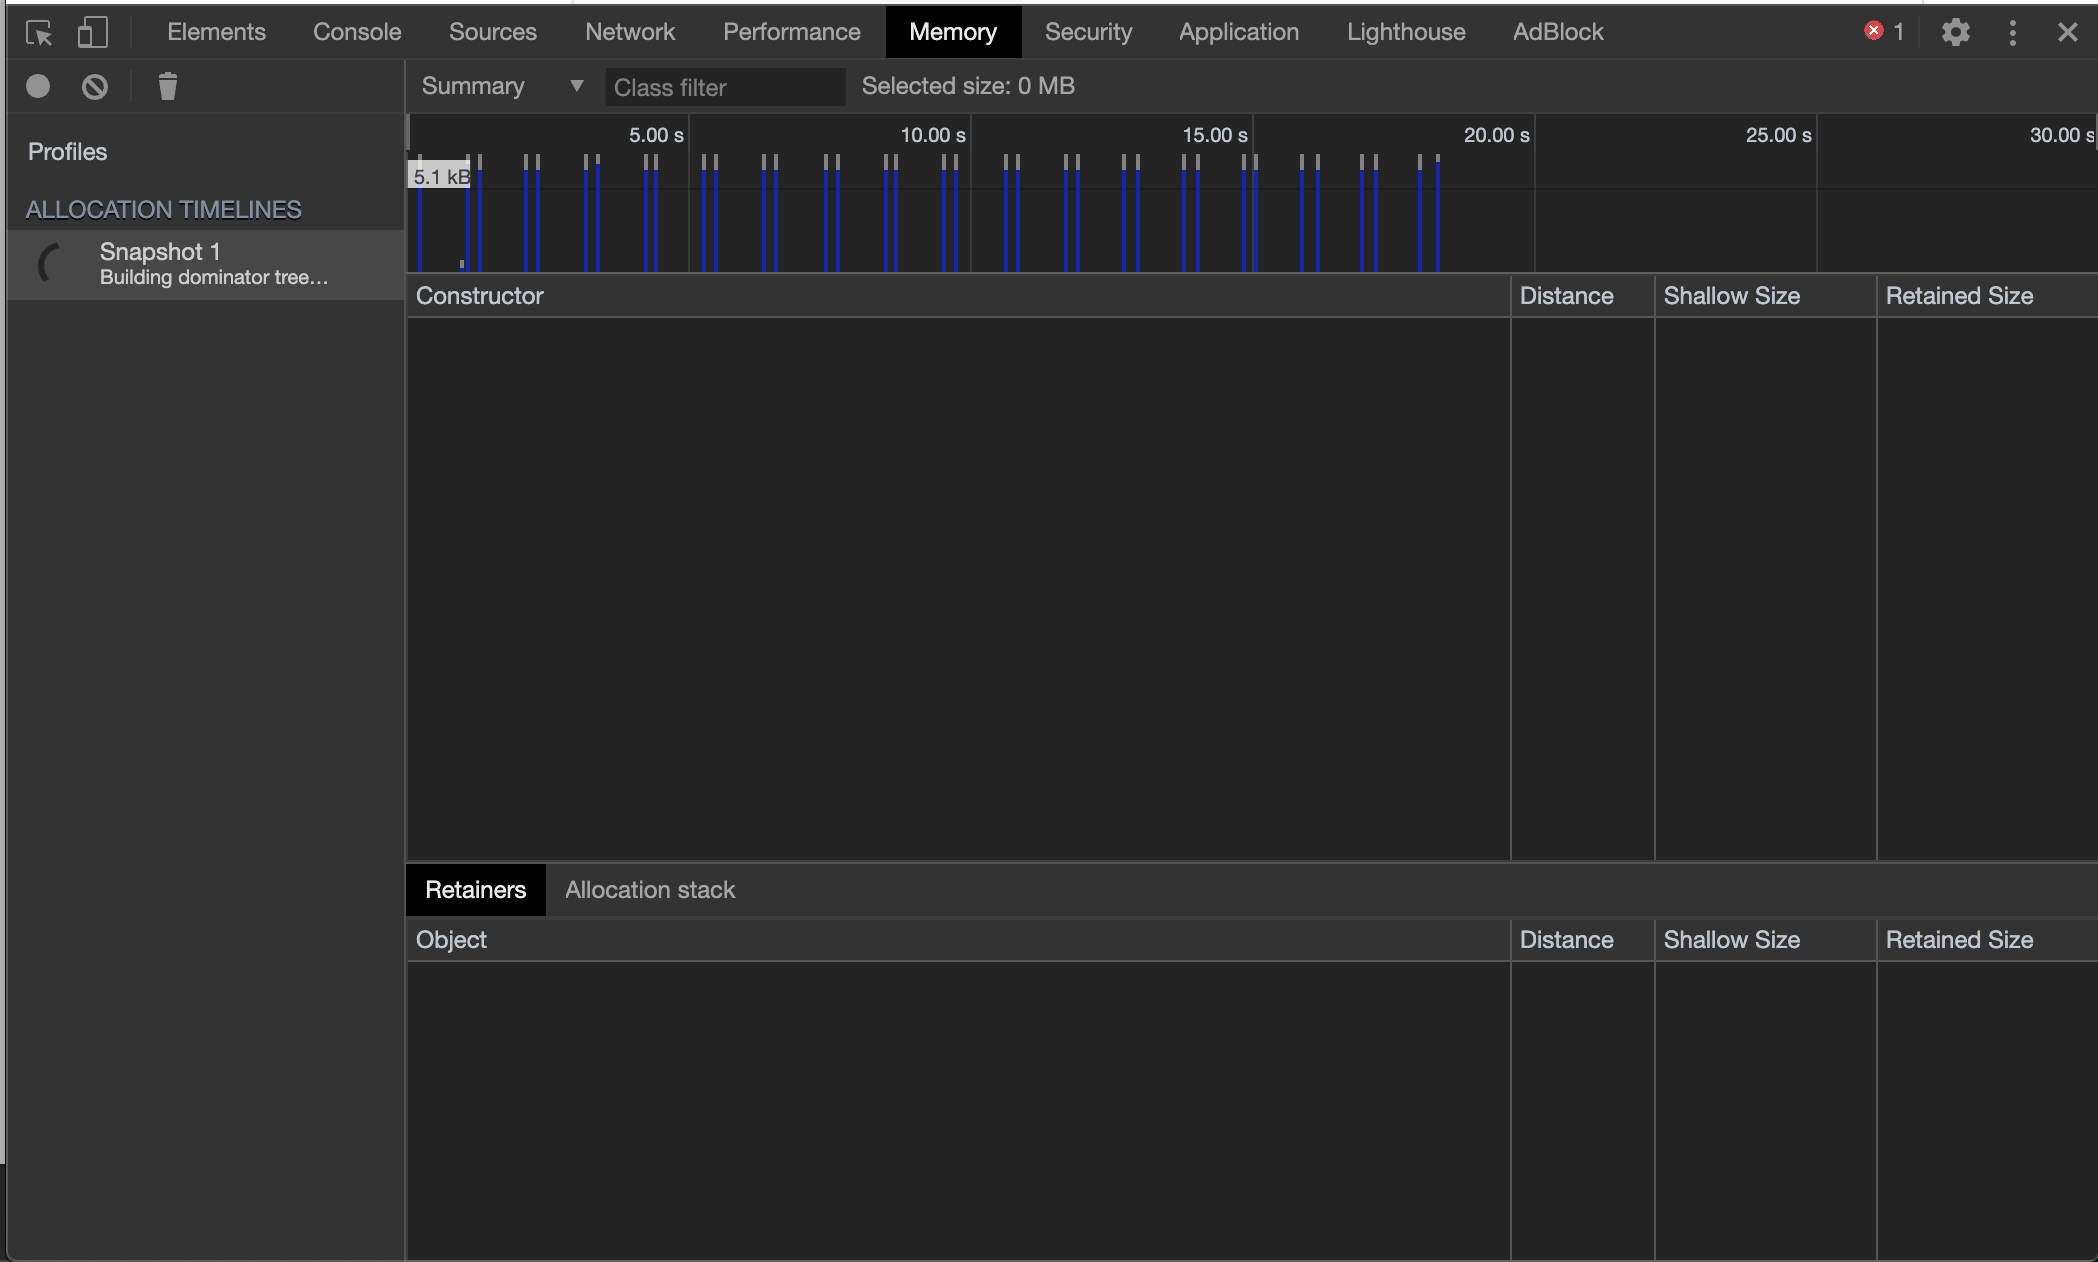 Elements Console Sources Network Performance Memory Security Application Lighthouse AdBlock 1
Summary ▼ Class filter Selected size: 0 MB
Profiles
ALLOCATION TIMELINES
Snapshot 1
Building dominator tree…
5.00 s 10.00 s 15.00 s 20.00 s 25.00 s 30.00 s
5.1 kB
Constructor Distance Shallow Size Retained Size
Retainers Allocation stack
Object Distance Shallow Size Retained Size